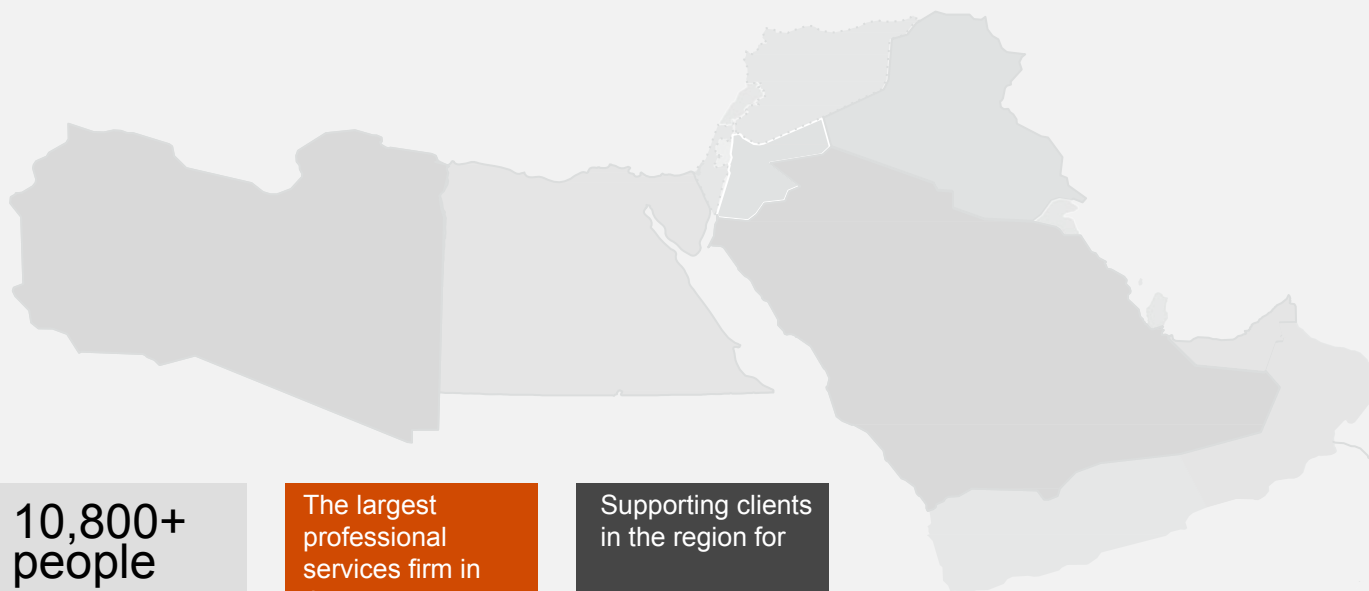 10,800+
people
The largest
professional
services firm in
Supporting clients
in the region for